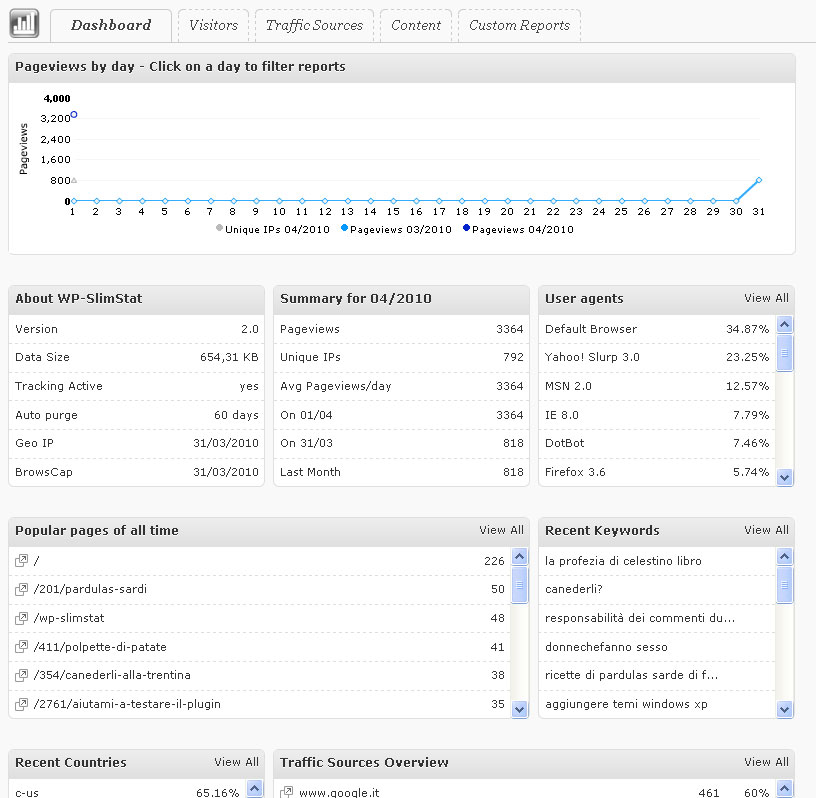 Dashboard Visitors Traffic Sources Content Custom Reports
Pageviews by day - Click on a day to filter reports
4,000
3,200
2,400
1,600
800
0
Pageviews
1 2 3 4 5 6 7 8 9 10 11 12 13 14 15 16 17 18 19 20 21 22 23 24 25 26 27 28 29 30 31
Unique IPs 04/2010 Pageviews 03/2010 Pageviews 04/2010
About WP-SlimStat
Version 2.0
Data Size 654,31 KB
Tracking Active yes
Auto purge 60 days
Geo IP 31/03/2010
BrowsCap 31/03/2010
Summary for 04/2010
Pageviews 3364
Unique IPs 792
Avg Pageviews/day 3364
On 01/04 3364
On 31/03 818
Last Month 818
User agents View All
Default Browser 34.87%
Yahoo! Slurp 3.0 23.25%
MSN 2.0 12.57%
IE 8.0 7.79%
DotBot 7.46%
Firefox 3.6 5.74%
Popular pages of all time View All
/ 226
/201/pardulas-sardi 50
/wp-slimstat 48
/411/polpette-di-patate 41
/354/canederli-alla-trentina 38
/2761/aiutami-a-testare-il-plugin 35
Recent Keywords View All
la profezia di celestino libro
canederli?
responsabilità dei commenti du...
donnechefanno sesso
ricette di pardulas sarde di f...
aggiungere temi windows xp
Recent Countries View All
c-us 65.16%
Traffic Sources Overview View All
www.google.it 461 60%